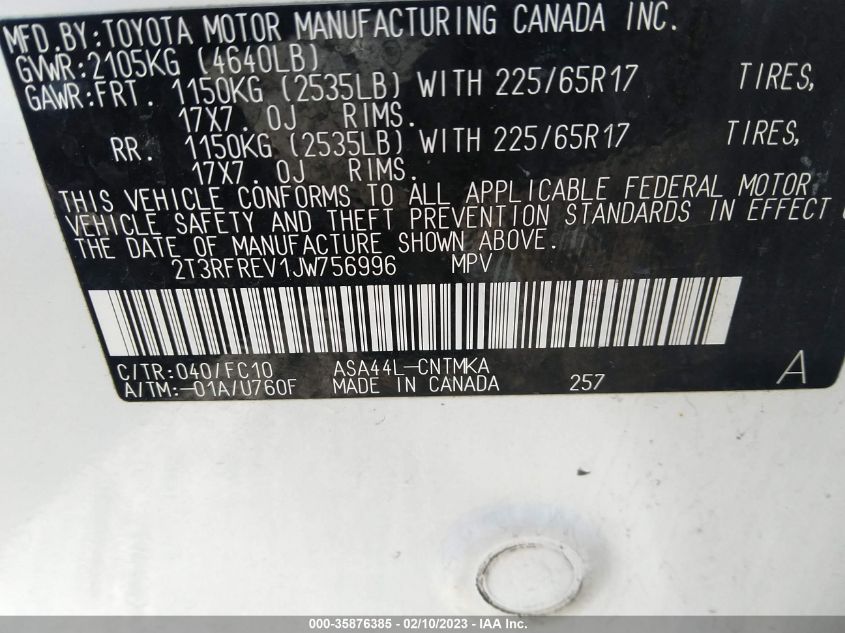 MFD.BY:TOYOTA MOTOR MANUFACTURING CANADA INC.
GVWR:2105KG (4640LB)
GAWR:FRT. 1150KG (2535LB) WITH 225/65R17 TIRES,
17X7.0J RIMS.
RR. 1150KG (2535LB) WITH 225/65R17 TIRES,
17X7.0J RIMS.
THIS VEHICLE CONFORMS TO ALL APPLICABLE FEDERAL MOTOR
VEHICLE SAFETY AND THEFT PREVENTION STANDARDS IN EFFECT
THE DATE OF MANUFACTURE SHOWN ABOVE.
2T3RFREV1JW756996 MPV
C/TR:040/FC10 ASA44L-CNTMKA
A/TM:-01A/U760F MADE IN CANADA 257 A
000-35876385 - 02/10/2023 - IAA Inc.